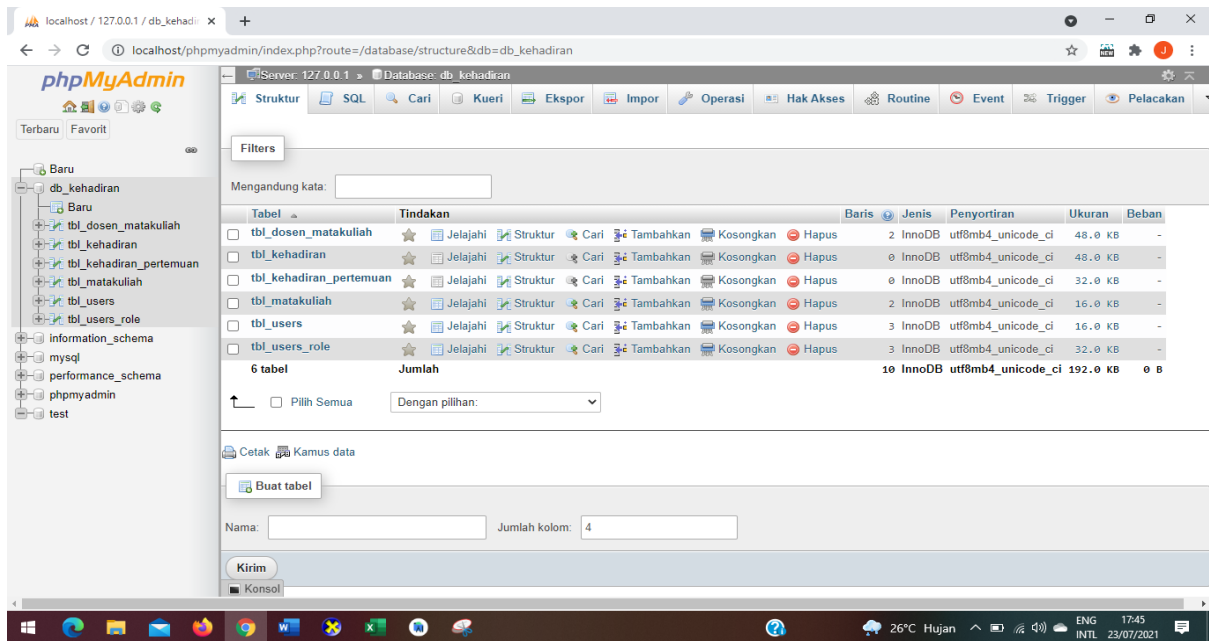 localhost / 127.0.0.1 / db_kehadir
localhost/phpmyadmin/index.php?route=/database/structure&db=db_kehadiran
phpMyAdmin
Terbaru Favorit
Baru
db_kehadiran
Baru
tbl_dosen_matakuliah
tbl_kehadiran
tbl_kehadiran_pertemuan
tbl_matakuliah
tbl_users
tbl_users_role
information_schema
mysql
performance_schema
phpmyadmin
test
Server: 127.0.0.1 » Database: db_kehadiran
Struktur SQL Cari Kueri Ekspor Impor Operasi Hak Akses Routine Event Trigger Pelacakan
Filters
Mengandung kata:
Tabel Tindakan Baris Jenis Penyortiran Ukuran Beban
tbl_dosen_matakuliah Jelajahi Struktur Cari Tambahkan Kosongkan Hapus 2 InnoDB utf8mb4_unicode_ci 48.0 KB -
tbl_kehadiran Jelajahi Struktur Cari Tambahkan Kosongkan Hapus 0 InnoDB utf8mb4_unicode_ci 48.0 KB -
tbl_kehadiran_pertemuan Jelajahi Struktur Cari Tambahkan Kosongkan Hapus 0 InnoDB utf8mb4_unicode_ci 32.0 KB -
tbl_matakuliah Jelajahi Struktur Cari Tambahkan Kosongkan Hapus 2 InnoDB utf8mb4_unicode_ci 16.0 KB -
tbl_users Jelajahi Struktur Cari Tambahkan Kosongkan Hapus 3 InnoDB utf8mb4_unicode_ci 16.0 KB -
tbl_users_role Jelajahi Struktur Cari Tambahkan Kosongkan Hapus 3 InnoDB utf8mb4_unicode_ci 32.0 KB -
6 tabel Jumlah 10 InnoDB utf8mb4_unicode_ci 192.0 KB 0 B
Pilih Semua Dengan pilihan:
Cetak Kamus data
Buat tabel
Nama: Jumlah kolom: 4
Kirim
Konsol
26°C Hujan ENG INTL 17:45 23/07/2021